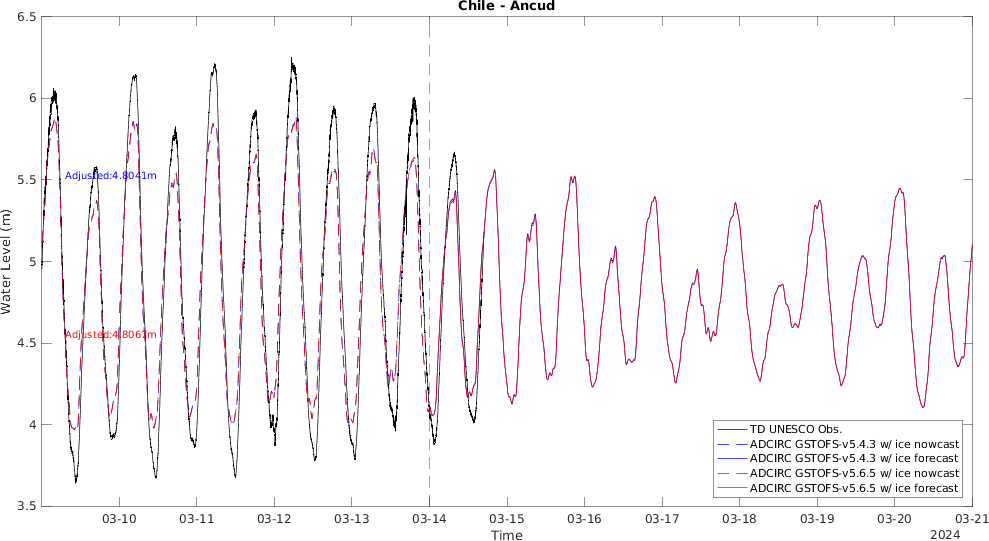 Chile - Ancud
6.5
6
5.5
5
4.5
4
3.5
Water Level (m)
Adjusted:4.8041m
Adjusted:4.8067m
TD UNESCO Obs.
ADCIRC GSTOFS-v5.4.3 w/ ice nowcast
ADCIRC GSTOFS-v5.4.3 w/ ice forecast
ADCIRC GSTOFS-v5.6.5 w/ ice nowcast
ADCIRC GSTOFS-v5.6.5 w/ ice forecast
03-10 03-11 03-12 03-13 03-14 03-15 03-16 03-17 03-18 03-19 03-20 03-21
Time
2024